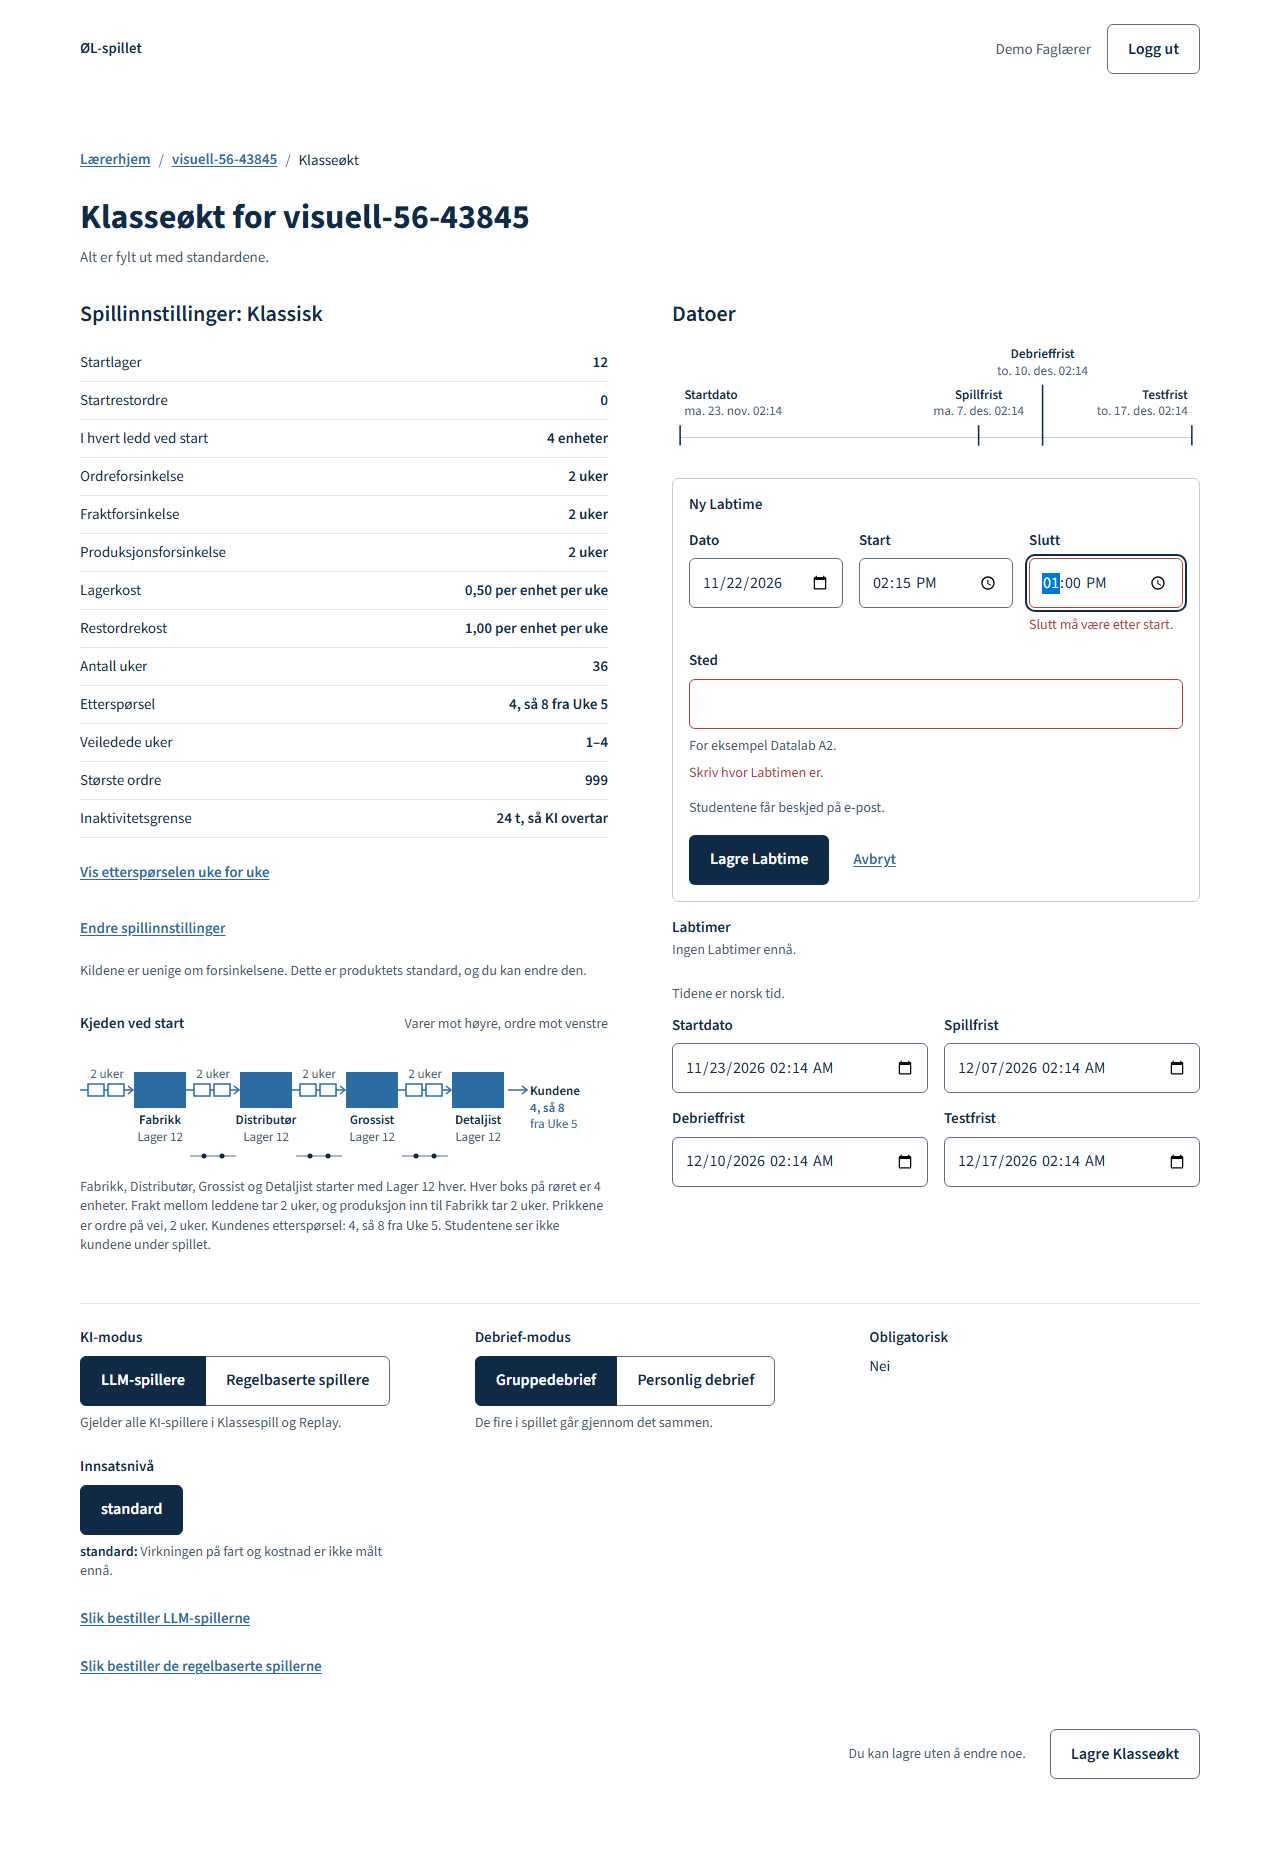 ØL-spillet
Demo Faglærer
Logg ut
Lærerhjem / visuell-56-43845 / Klasseøkt
Klasseøkt for visuell-56-43845
Alt er fylt ut med standardene.
Spillinnstillinger: Klassisk
Startlager 12
Startrestordre 0
I hvert ledd ved start 4 enheter
Ordreforsinkelse 2 uker
Fraktforsinkelse 2 uker
Produksjonsforsinkelse 2 uker
Lagerkost 0,50 per enhet per uke
Restordrekost 1,00 per enhet per uke
Antall uker 36
Etterspørsel 4, så 8 fra Uke 5
Veiledede uker 1–4
Største ordre 999
Inaktivitetsgrense 24 t, så KI overtar
Vis etterspørselen uke for uke
Endre spillinnstillinger
Kildene er uenige om forsinkelsene. Dette er produktets standard, og du kan endre den.
Kjeden ved start
Varer mot høyre, ordre mot venstre
2 uker 2 uker 2 uker 2 uker
Kundene
4, så 8
fra Uke 5
Fabrikk Distributør Grossist Detaljist
Lager 12 Lager 12 Lager 12 Lager 12
Fabrikk, Distributør, Grossist og Detaljist starter med Lager 12 hver. Hver boks på røret er 4
enheter. Frakt mellom leddene tar 2 uker, og produksjon inn til Fabrikk tar 2 uker. Prikkene
er ordre på vei, 2 uker. Kundenes etterspørsel: 4, så 8 fra Uke 5. Studentene ser ikke
kundene under spillet.
Datoer
Debrieffrist
to. 10. des. 02:14
Startdato Spillfrist Testfrist
ma. 23. nov. 02:14 ma. 7. des. 02:14 to. 17. des. 02:14
Ny Labtime
Dato Start Slutt
11/22/2026 02:15 PM 01:00 PM
Slutt må være etter start.
Sted
For eksempel Datalab A2.
Skriv hvor Labtimen er.
Studentene får beskjed på e-post.
Lagre Labtime
Avbryt
Labtimer
Ingen Labtimer ennå.
Tidene er norsk tid.
Startdato Spillfrist
11/23/2026 02:14 AM 12/07/2026 02:14 AM
Debrieffrist Testfrist
12/10/2026 02:14 AM 12/17/2026 02:14 AM
KI-modus
LLM-spillere Regelbaserte spillere
Gjelder alle KI-spillere i Klassespill og Replay.
Debrief-modus
Gruppedebrief Personlig debrief
De fire i spillet går gjennom det sammen.
Obligatorisk
Nei
Innsatsnivå
standard
standard: Virkningen på fart og kostnad er ikke målt
ennå.
Slik bestiller LLM-spillerne
Slik bestiller de regelbaserte spillerne
Du kan lagre uten å endre noe.
Lagre Klasseøkt